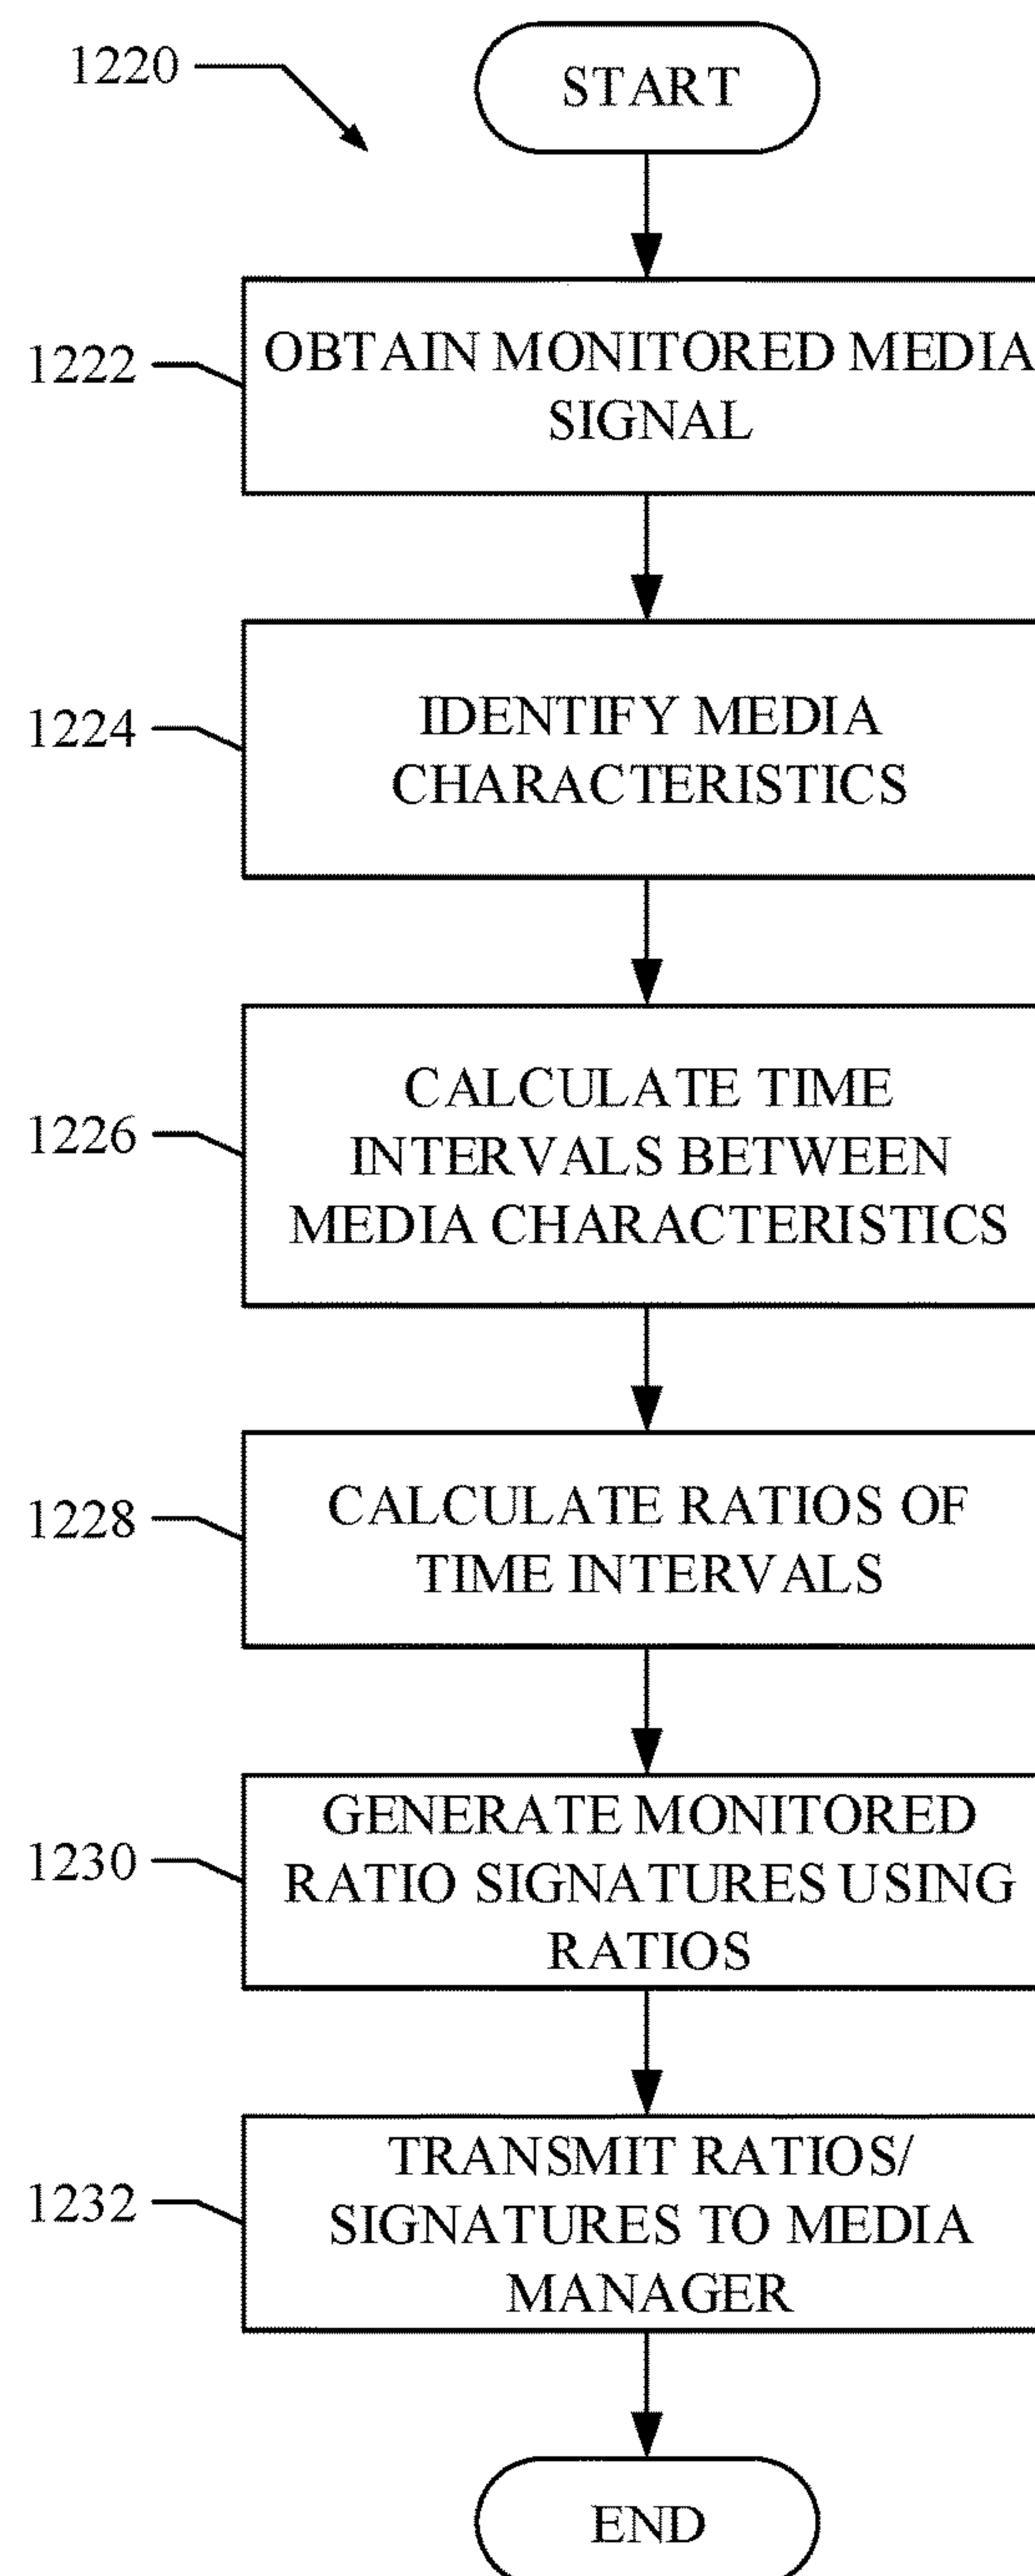 1220
START
1222
OBTAIN MONITORED MEDIA
SIGNAL
1224
IDENTIFY MEDIA
CHARACTERISTICS
1226
CALCULATE TIME
INTERVALS BETWEEN
MEDIA CHARACTERISTICS
1228
CALCULATE RATIOS OF
TIME INTERVALS
1230
GENERATE MONITORED
RATIO SIGNATURES USING
RATIOS
1232
TRANSMIT RATIOS/
SIGNATURES TO MEDIA
MANAGER
END